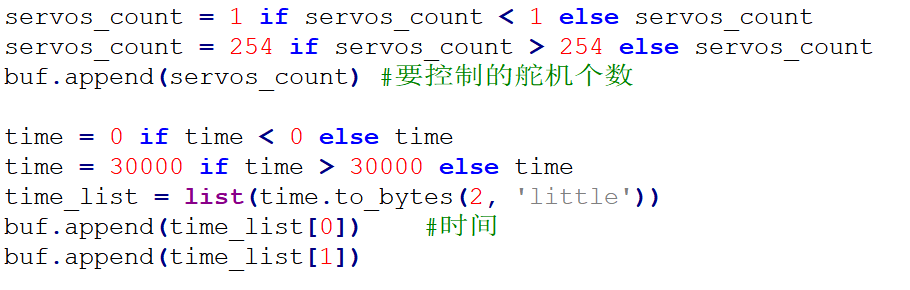 servos_count = 1 if servos_count < 1 else servos_count
servos_count = 254 if servos_count > 254 else servos_count
buf.append(servos_count) #要控制的舵机个数
time = 0 if time < 0 else time
time = 30000 if time > 30000 else time
time_list = list(time.to_bytes(2, 'little'))
buf.append(time_list[0])    #时间
buf.append(time_list[1])